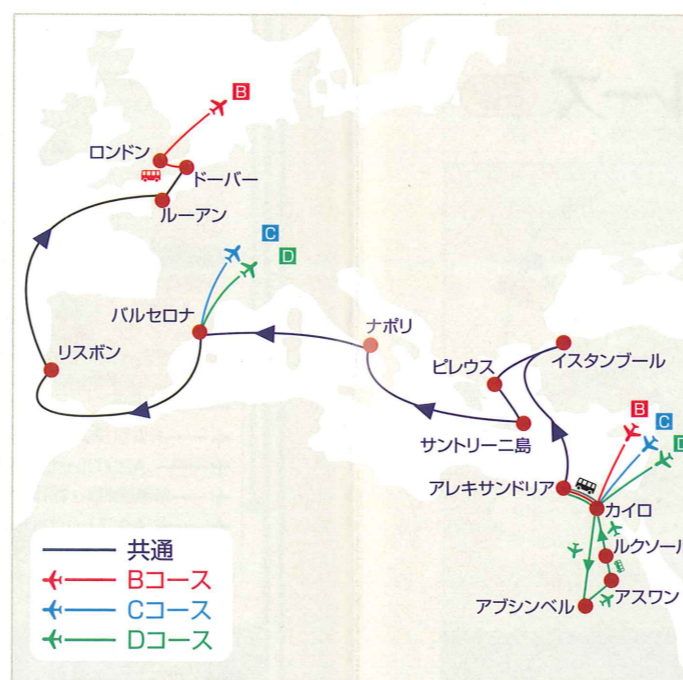 B
ロンドン
ドーバー
ルーアン
C
D
バルセロナ
リスボン
ナポリ
ピレウス
イスタンブール
サントリーニ島
B
C
D
アレキサンドリア
カイロ
ルクソール
アスワン
アブシンベル
共通
Bコース
Cコース
Dコース